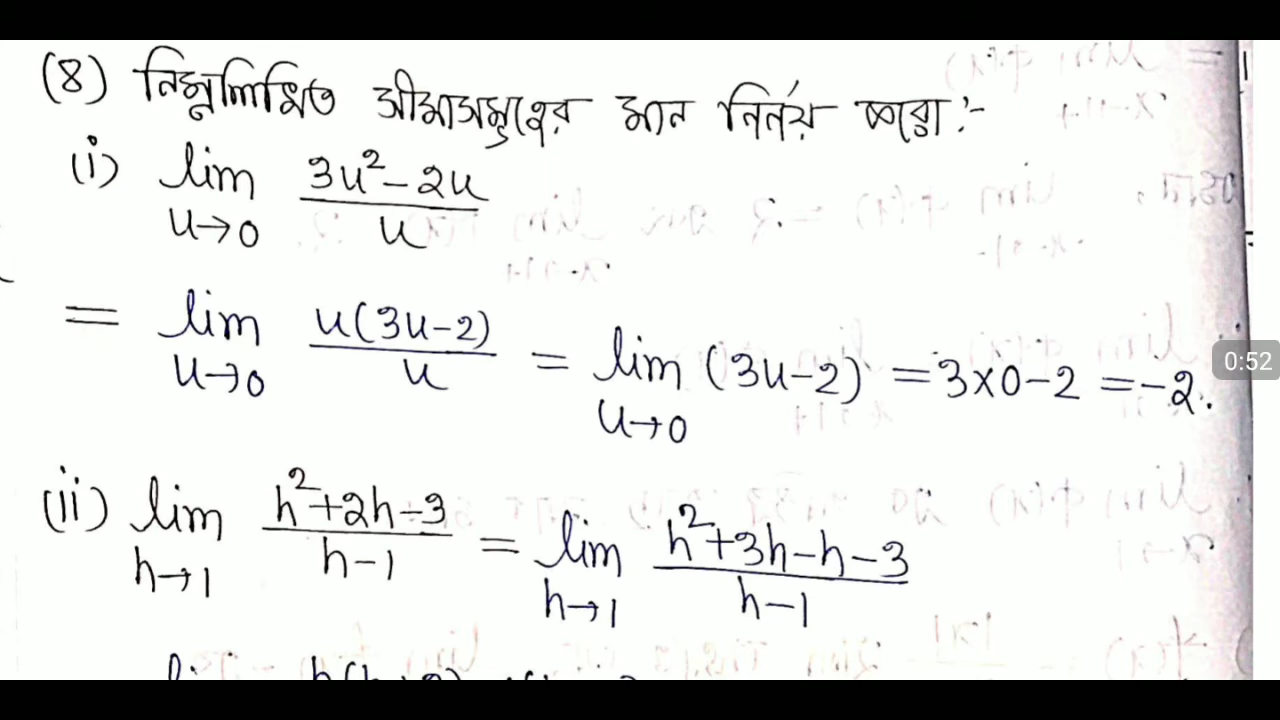 (8) নিম্নলিখিত সীমাসমূহের মান নির্ণয় করো :-
(i) lim u→0 (3u² - 2u)/u
= lim u→0 u(3u-2)/u = lim u→0 (3u-2) = 3×0-2 = -2.
0:52
(ii) lim h→1 (h²+2h-3)/(h-1) = lim h→1 (h²+3h-h-3)/(h-1)